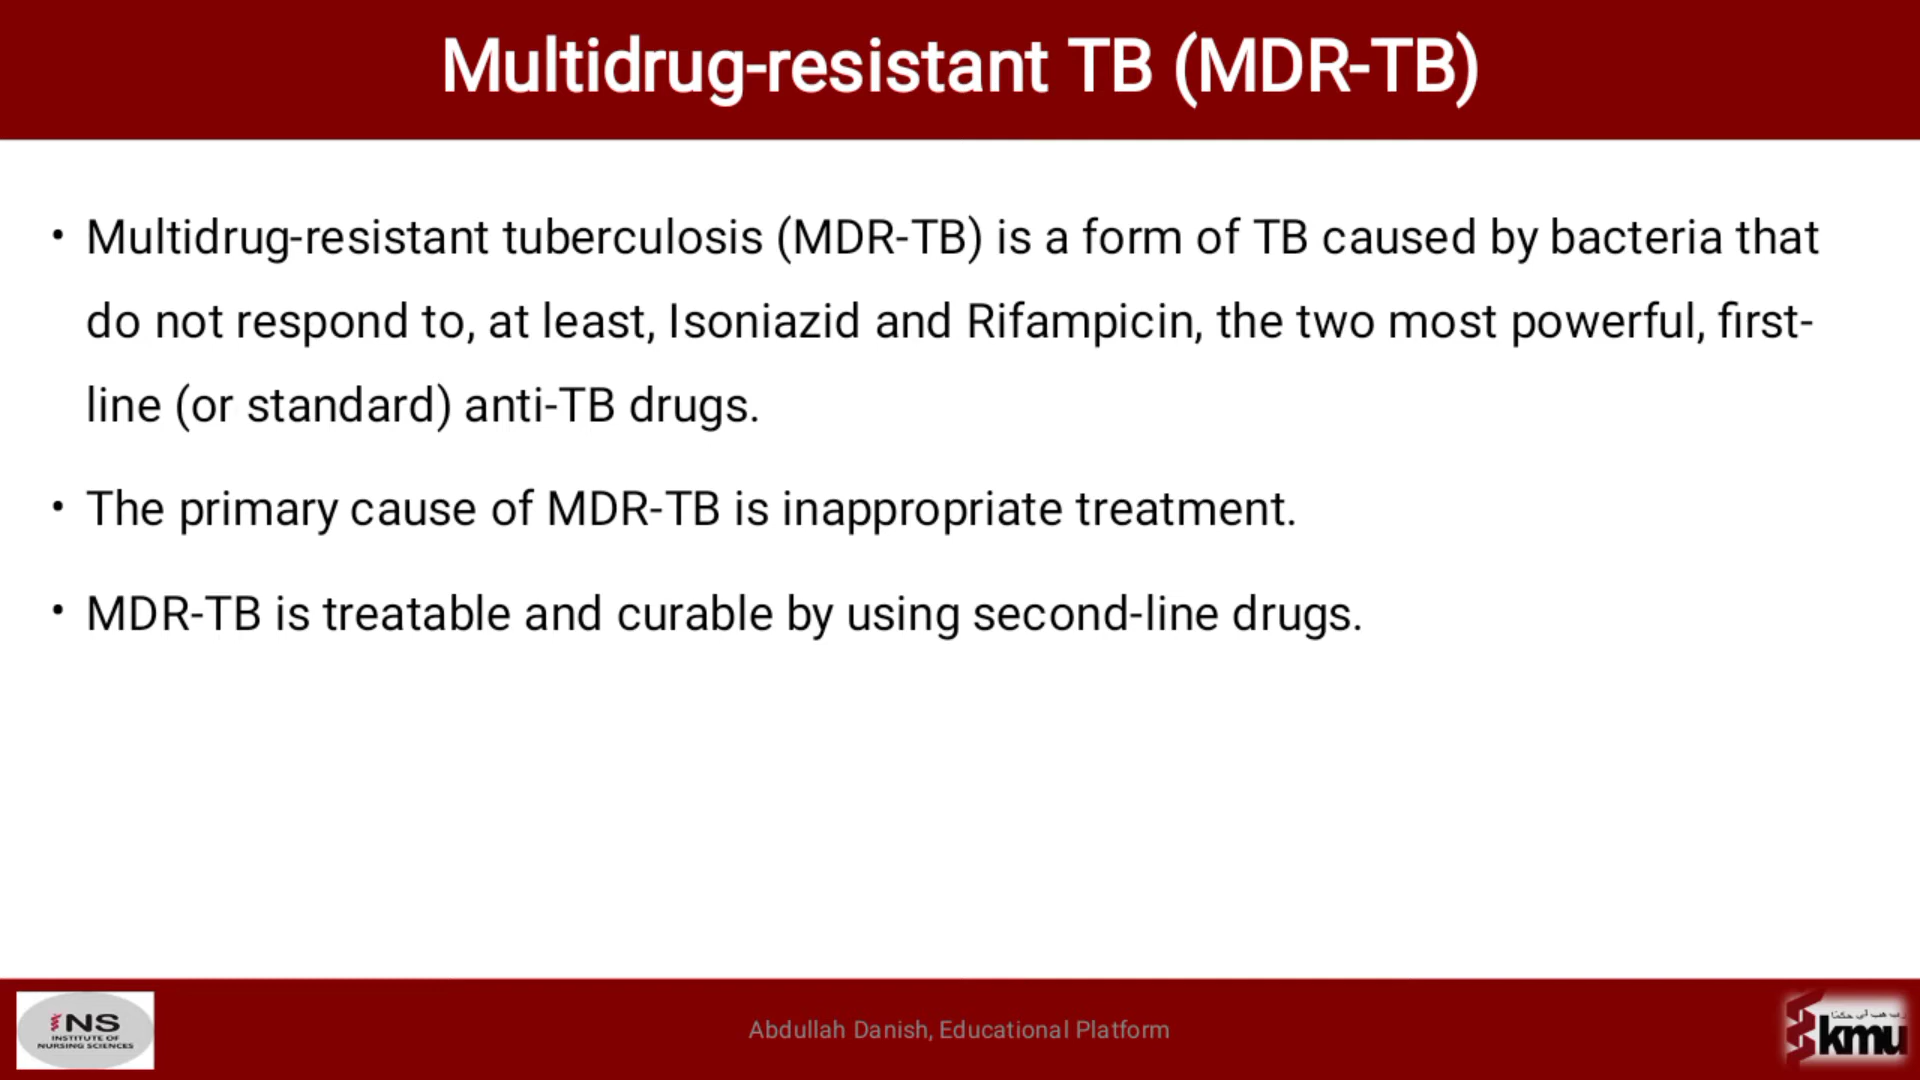 Multidrug-resistant TB (MDR-TB)
• Multidrug-resistant tuberculosis (MDR-TB) is a form of TB caused by bacteria that
do not respond to, at least, Isoniazid and Rifampicin, the two most powerful, first-
line (or standard) anti-TB drugs.
• The primary cause of MDR-TB is inappropriate treatment.
• MDR-TB is treatable and curable by using second-line drugs.
iNS
INSTITUTE OF
NURSING SCIENCES
Abdullah Danish, Educational Platform
kmu